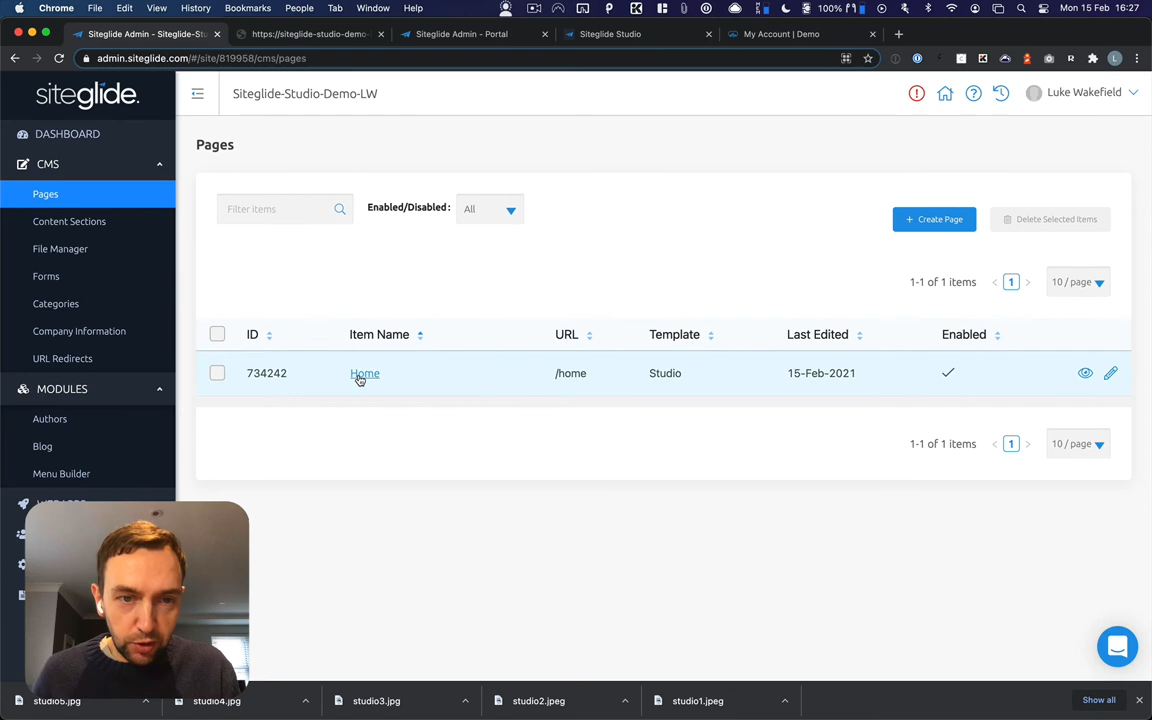 Chrome File Edit View History Bookmarks People Tab Window Help 100% Mon 15 Feb 16:27
Siteglide Admin - Siteglide-Stu
https://siteglide-studio-demo-
Siteglide Admin - Portal
Siteglide Studio
My Account | Demo
admin.siteglide.com/#/site/819958/cms/pages
siteglide.
Siteglide-Studio-Demo-LW
Luke Wakefield
DASHBOARD
CMS
Pages
Content Sections
File Manager
Forms
Categories
Company Information
URL Redirects
MODULES
Authors
Blog
Menu Builder
Pages
Filter items
Enabled/Disabled:
All
+ Create Page
Delete Selected Items
1-1 of 1 items
1
10 / page
ID Item Name URL Template Last Edited Enabled
734242 Home /home Studio 15-Feb-2021
1-1 of 1 items
1
10 / page
studio5.jpg
studio4.jpg
studio3.jpg
studio2.jpeg
studio1.jpeg
Show all